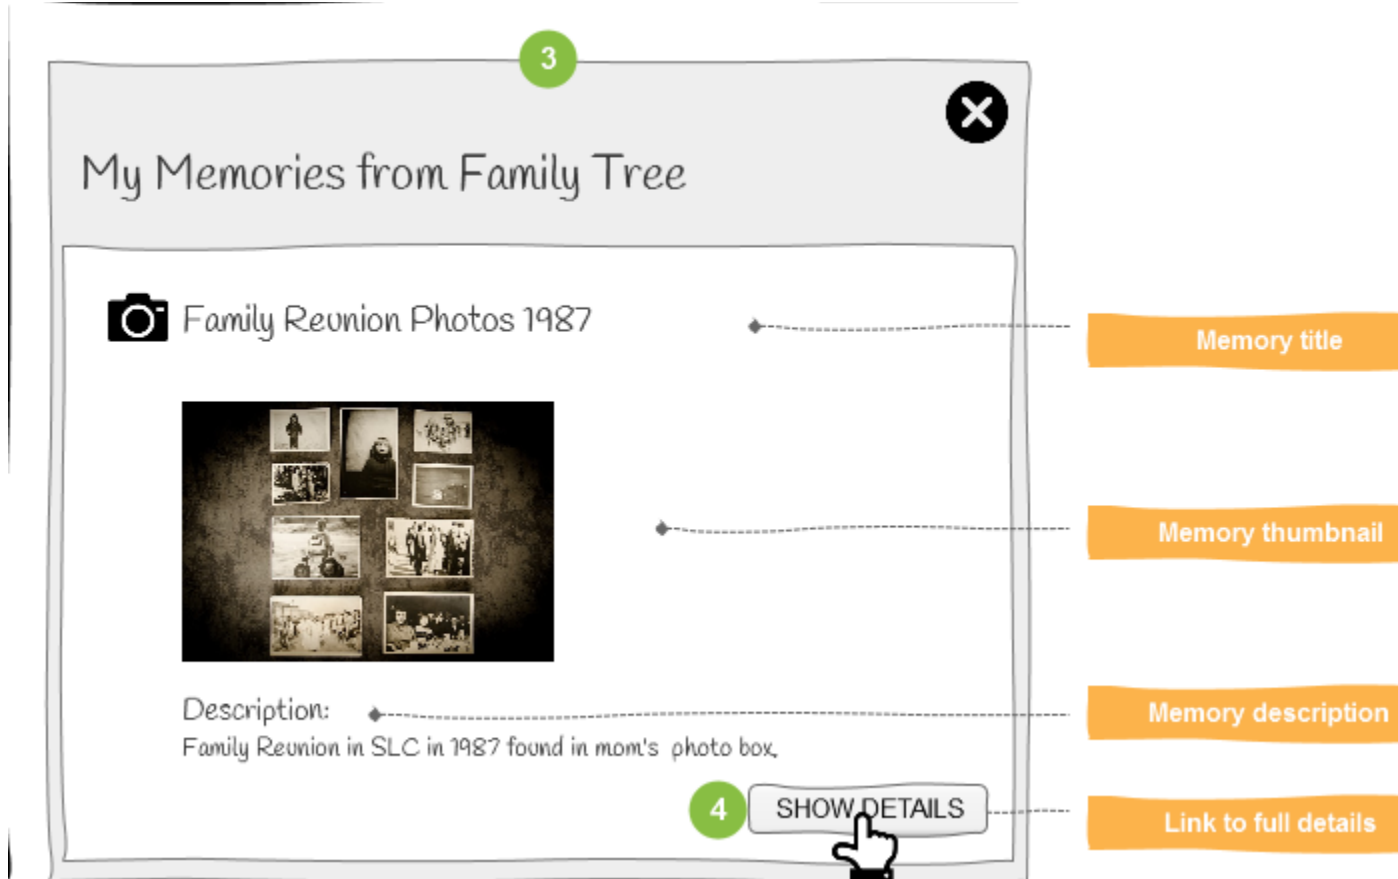 3
My Memories from Family Tree
Family Reunion Photos 1987
Memory title
Memory thumbnail
Description:
Memory description
Family Reunion in SLC in 1987 found in mom's photo box.
4
SHOW DETAILS
Link to full details